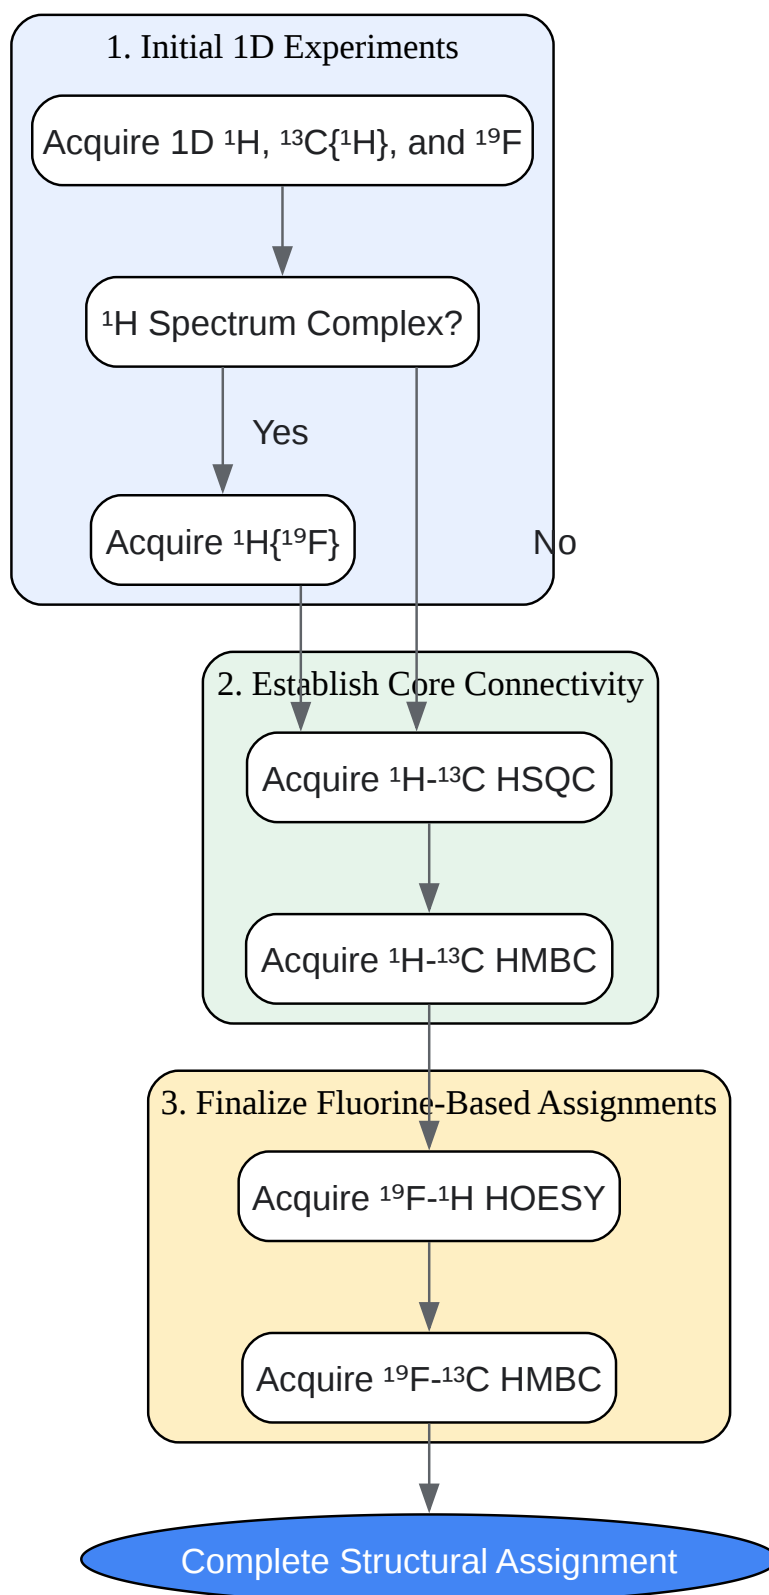 1. Initial 1D Experiments
Acquire 1D ¹H, ¹³C{¹H}, and ¹⁹F
¹H Spectrum Complex?
Yes
Acquire ¹H{¹⁹F}
No
2. Establish Core Connectivity
Acquire ¹H-¹³C HSQC
Acquire ¹H-¹³C HMBC
3. Finalize Fluorine-Based Assignments
Acquire ¹⁹F-¹H HOESY
Acquire ¹⁹F-¹³C HMBC
Complete Structural Assignment